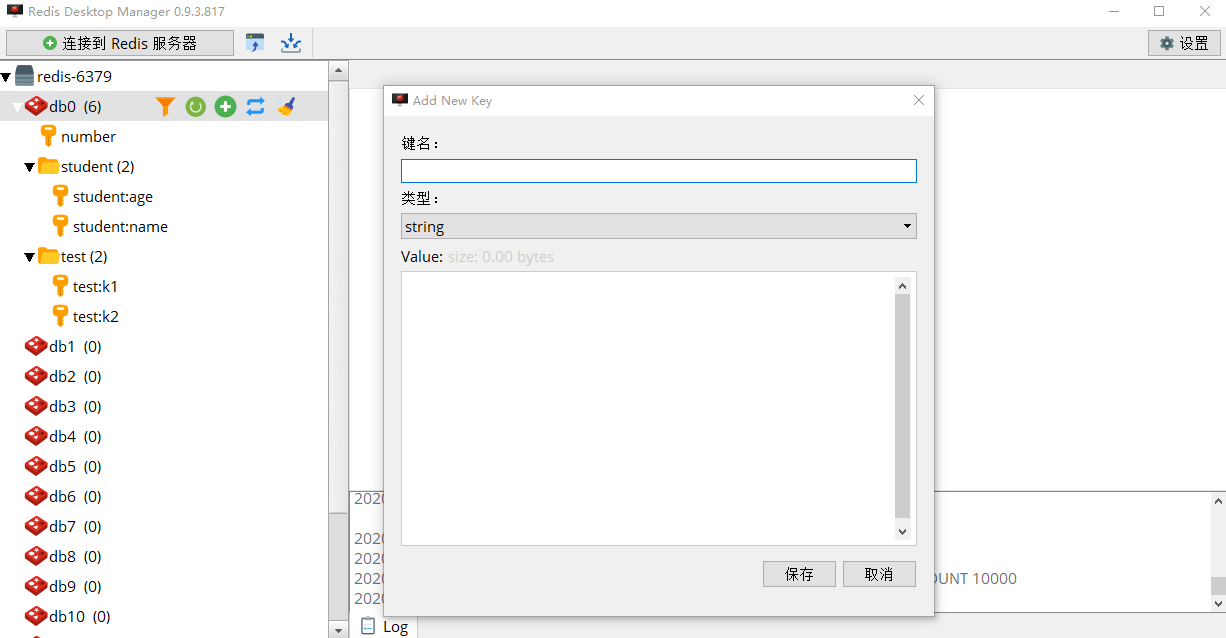 Redis Desktop Manager 0.9.3.817
连接到 Redis 服务器
设置
redis-6379
db0 (6)
number
student (2)
student:age
student:name
test (2)
test:k1
test:k2
db1 (0)
db2 (0)
db3 (0)
db4 (0)
db5 (0)
db6 (0)
db7 (0)
db8 (0)
db9 (0)
db10 (0)
Add New Key
键名：
类型：
string
Value: size: 0.00 bytes
保存 取消
2020
2020
2020
2020 OUNT 10000
2020
Log